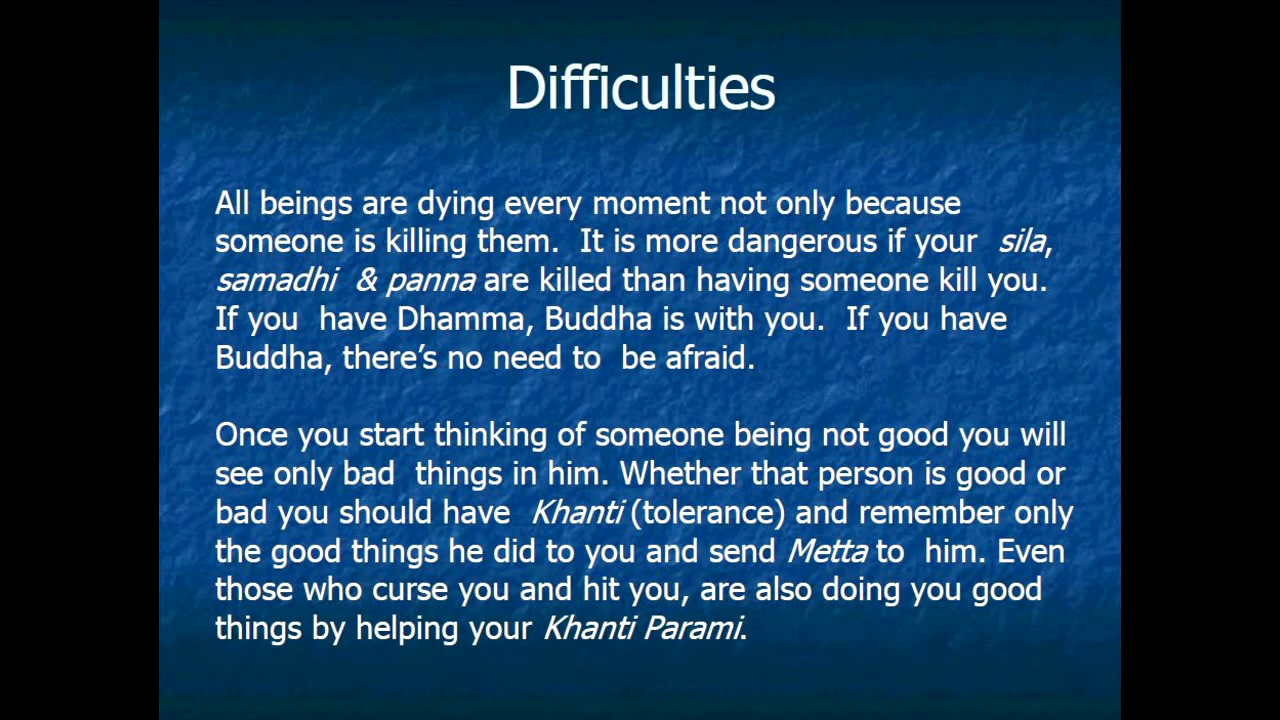 Difficulties
All beings are dying every moment not only because
someone is killing them.  It is more dangerous if your  sila,
samadhi  & panna are killed than having someone kill you.
If you  have Dhamma, Buddha is with you.  If you have
Buddha, there’s no need to  be afraid.
Once you start thinking of someone being not good you will
see only bad  things in him. Whether that person is good or
bad you should have  Khanti (tolerance) and remember only
the good things he did to you and send Metta to  him. Even
those who curse you and hit you, are also doing you good
things by helping your Khanti Parami.